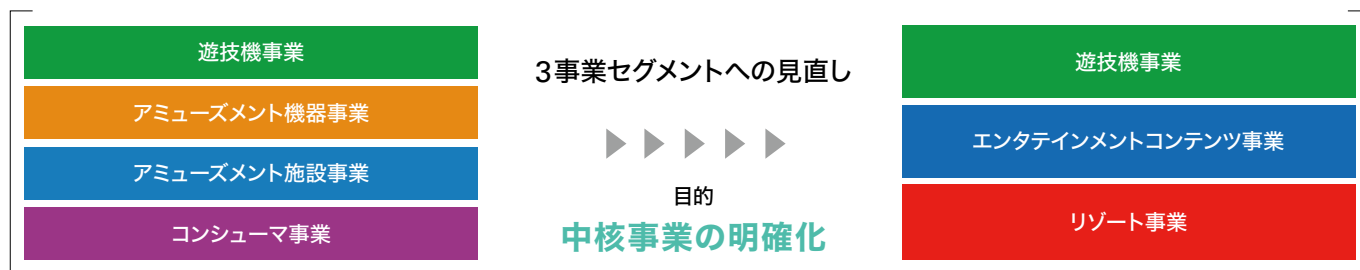 遊技機事業
アミューズメント機器事業
アミューズメント施設事業
コンシューマ事業
3事業セグメントへの見直し
目的
中核事業の明確化
遊技機事業
エンタテインメントコンテンツ事業
リゾート事業